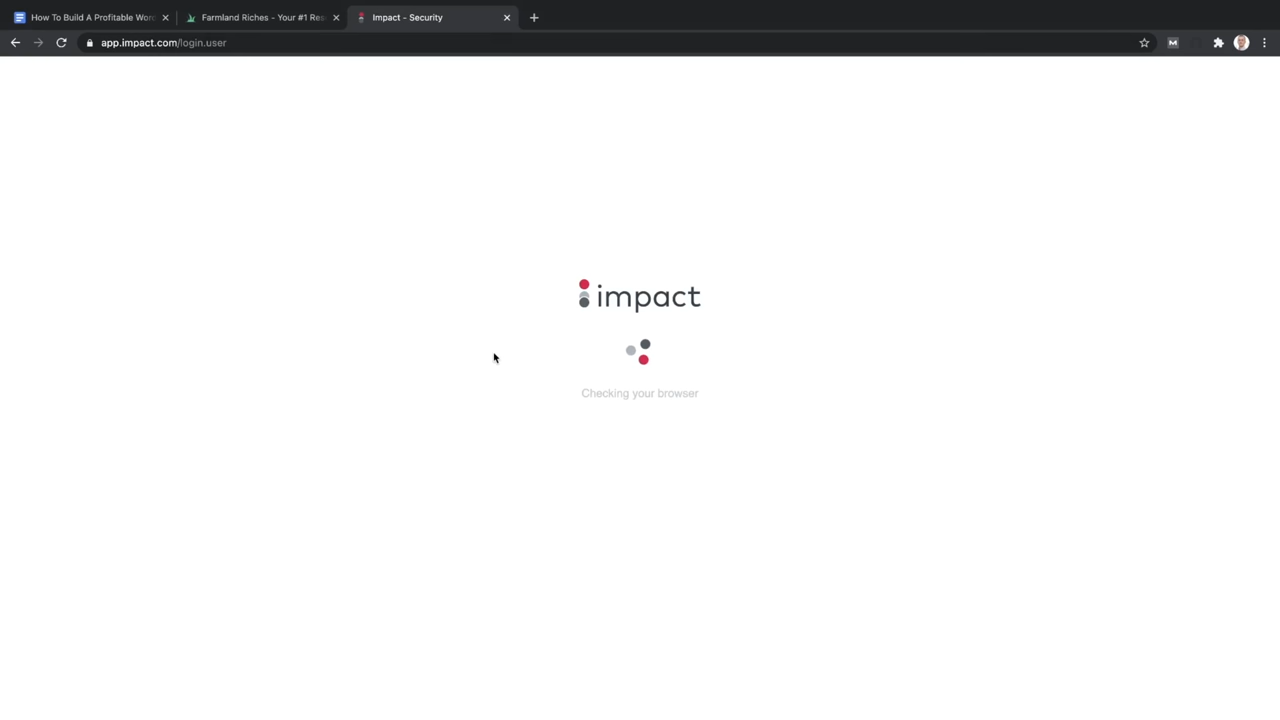 How To Build A Profitable Wor
Farmland Riches - Your #1 Res
Impact - Security
app.impact.com/login.user
M
impact
Checking your browser